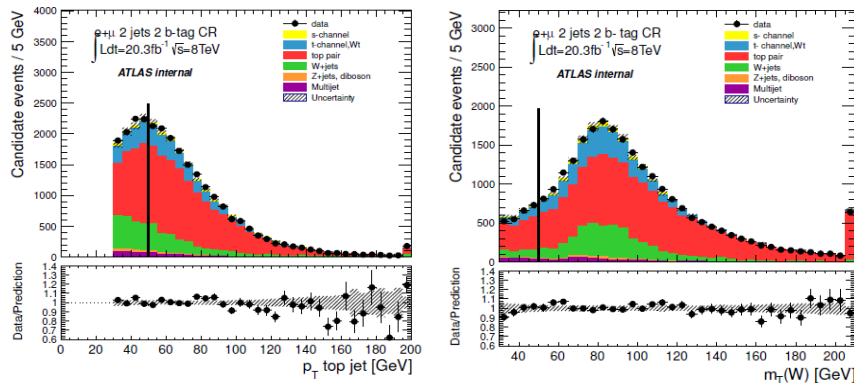 e+μ 2 jets 2 b-tag CR
∫Ldt=20.3fb⁻¹ √s=8TeV
ATLAS internal
data
s- channel
t-channel,Wt
top pair
W+jets
Z+jets, diboson
Multijet
Uncertainty
Candidate events / 5 GeV
4000
3500
3000
2500
2000
1500
1000
500
0
Data/Prediction
1.4
1.3
1.2
1.1
1
0.9
0.8
0.7
0.6
0 20 40 60 80 100 120 140 160 180 200
p_T top jet [GeV]
e+μ 2 jets 2 b-tag CR
∫Ldt=20.3fb⁻¹ √s=8TeV
ATLAS internal
data
s- channel
t- channel,Wt
top pair
W+jets
Z+jets, diboson
Multijet
Uncertainty
Candidate events / 5 GeV
3000
2500
2000
1500
1000
500
0
Data/Prediction
1.4
1.3
1.2
1.1
1
0.9
0.8
0.7
0.6
40 60 80 100 120 140 160 180 200
m_T(W) [GeV]